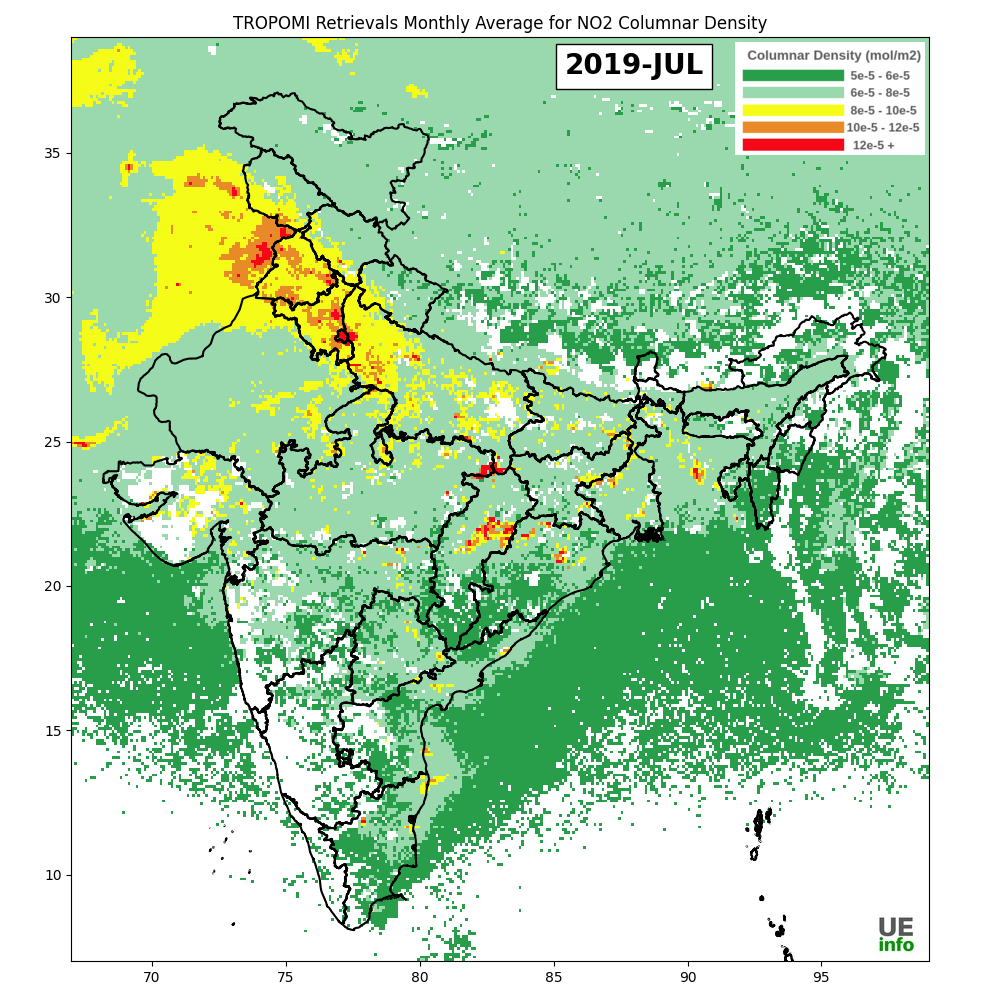 TROPOMI Retrievals Monthly Average for NO2 Columnar Density
2019-JUL
Columnar Density (mol/m2)
5e-5 - 6e-5
6e-5 - 8e-5
8e-5 - 10e-5
10e-5 - 12e-5
12e-5 +
35
30
25
20
15
10
70 75 80 85 90 95
UE
info